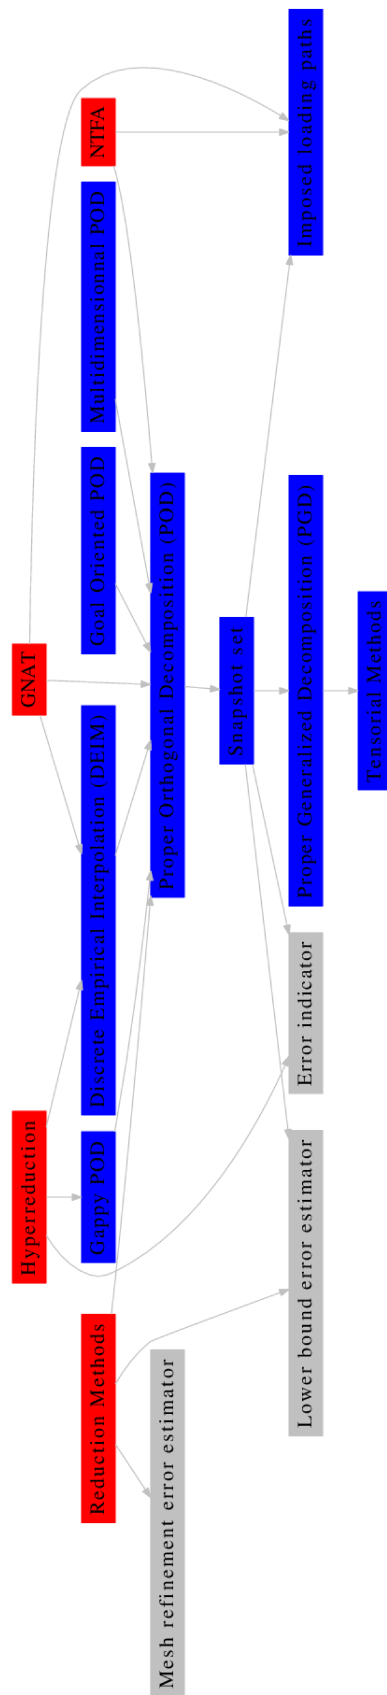 Hyperreduction
GNAT
Reduction Methods
Gappy POD
Discrete Empirical Interpolation (DEIM)
Goal Oriented POD
Multidimensionnal POD
NTFA
Mesh refinement error estimator
Proper Orthogonal Decomposition (POD)
Snapshot set
Lower bound error estimator
Error indicator
Proper Generalized Decomposition (PGD)
Imposed loading paths
Tensorial Methods